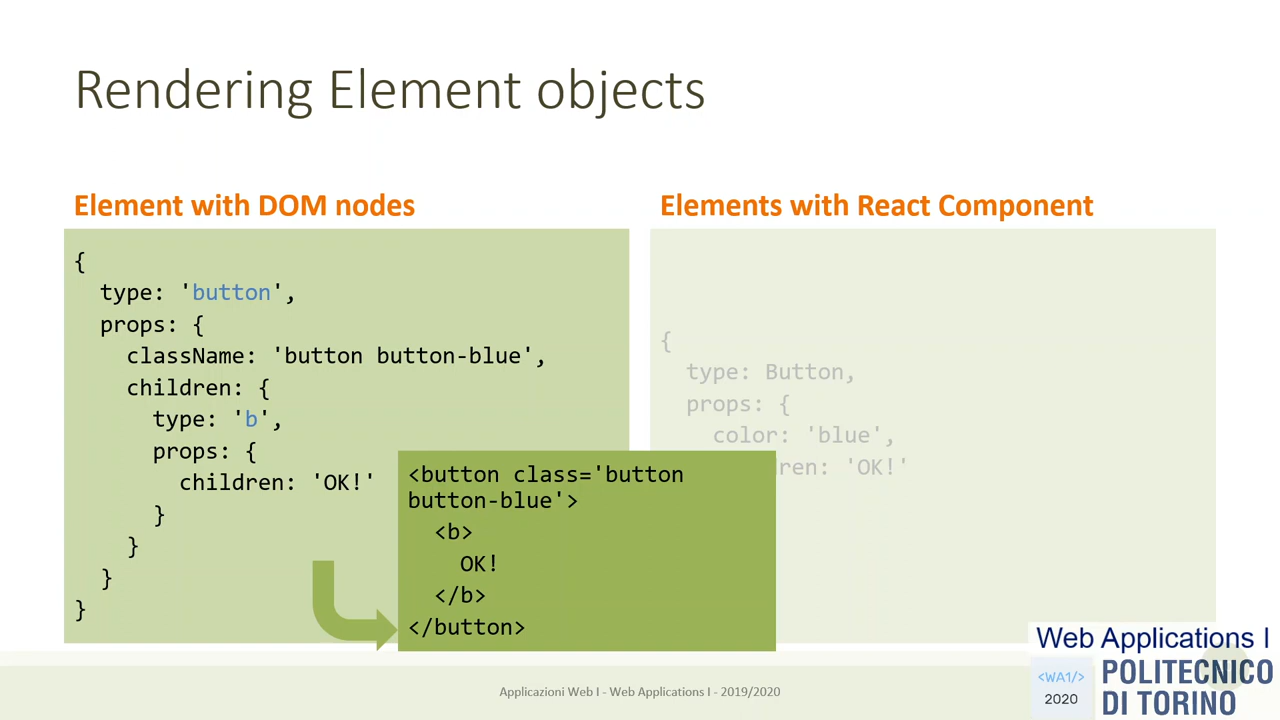 Rendering Element objects
Element with DOM nodes
{
  type: 'button',
  props: {
    className: 'button button-blue',
    children: {
      type: 'b',
      props: {
        children: 'OK!'
      }
    }
  }
}
<button class='button
button-blue'>
  <b>
    OK!
  </b>
</button>
Elements with React Component
{
  type: Button,
  props: {
    color: 'blue',
ren: 'OK!'
Applicazioni Web I - Web Applications I - 2019/2020
Web Applications I
<WA1/>
2020
POLITECNICO
DI TORINO